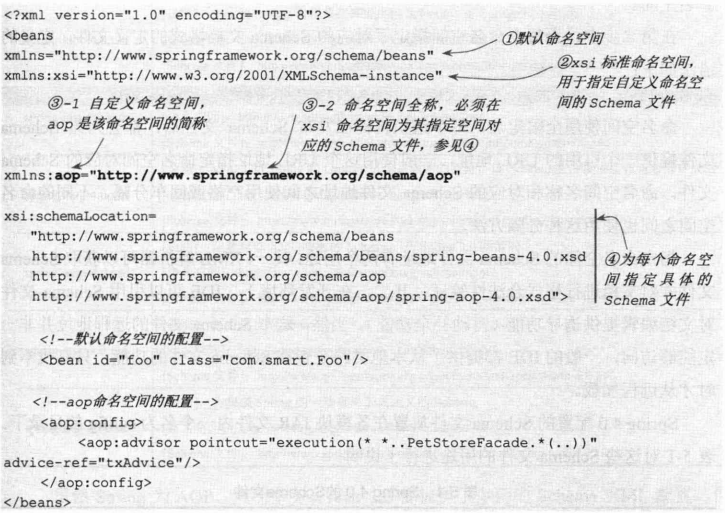 <?xml version="1.0" encoding="UTF-8"?>
<beans
xmlns="http://www.springframework.org/schema/beans"
①默认命名空间
xmlns:xsi="http://www.w3.org/2001/XMLSchema-instance"
②xsi 标准命名空间,
用于指定自定义命名空
间的 Schema 文件
③-1 自定义命名空间,
aop 是该命名空间的简称
③-2 命名空间全称，必须在
xsi 命名空间为其指定空间对
应的 Schema 文件，参见④
xmlns:aop="http://www.springframework.org/schema/aop"
xsi:schemaLocation=
"http://www.springframework.org/schema/beans
http://www.springframework.org/schema/beans/spring-beans-4.0.xsd
http://www.springframework.org/schema/aop
http://www.springframework.org/schema/aop/spring-aop-4.0.xsd">
④为每个命名空
间指定具体的
Schema 文件
<!--默认命名空间的配置-->
<bean id="foo" class="com.smart.Foo"/>
<!--aop命名空间的配置-->
<aop:config>
<aop:advisor pointcut="execution(* *..PetStoreFacade.*(..))"
advice-ref="txAdvice"/>
</aop:config>
</beans>